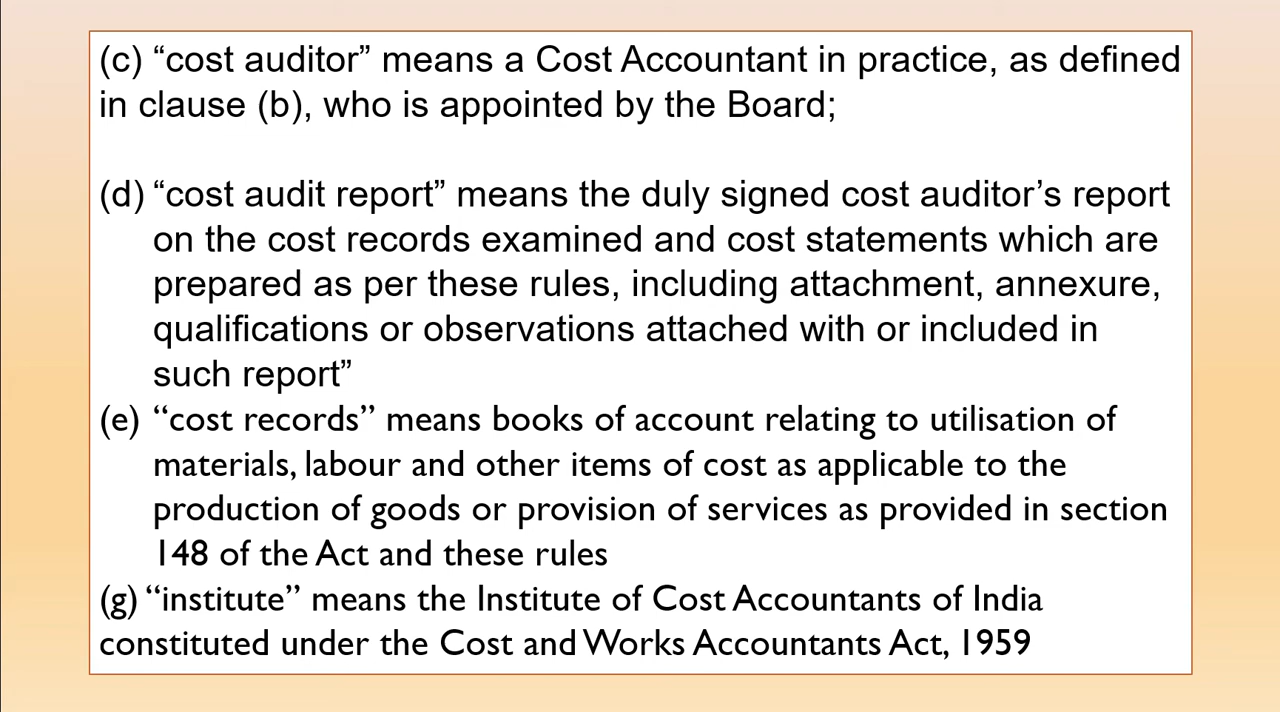 (c) “cost auditor” means a Cost Accountant in practice, as defined
in clause (b), who is appointed by the Board;
(d) “cost audit report” means the duly signed cost auditor’s report
on the cost records examined and cost statements which are
prepared as per these rules, including attachment, annexure,
qualifications or observations attached with or included in
such report”
(e) “cost records” means books of account relating to utilisation of
materials, labour and other items of cost as applicable to the
production of goods or provision of services as provided in section
148 of the Act and these rules
(g) “institute” means the Institute of Cost Accountants of India
constituted under the Cost and Works Accountants Act, 1959